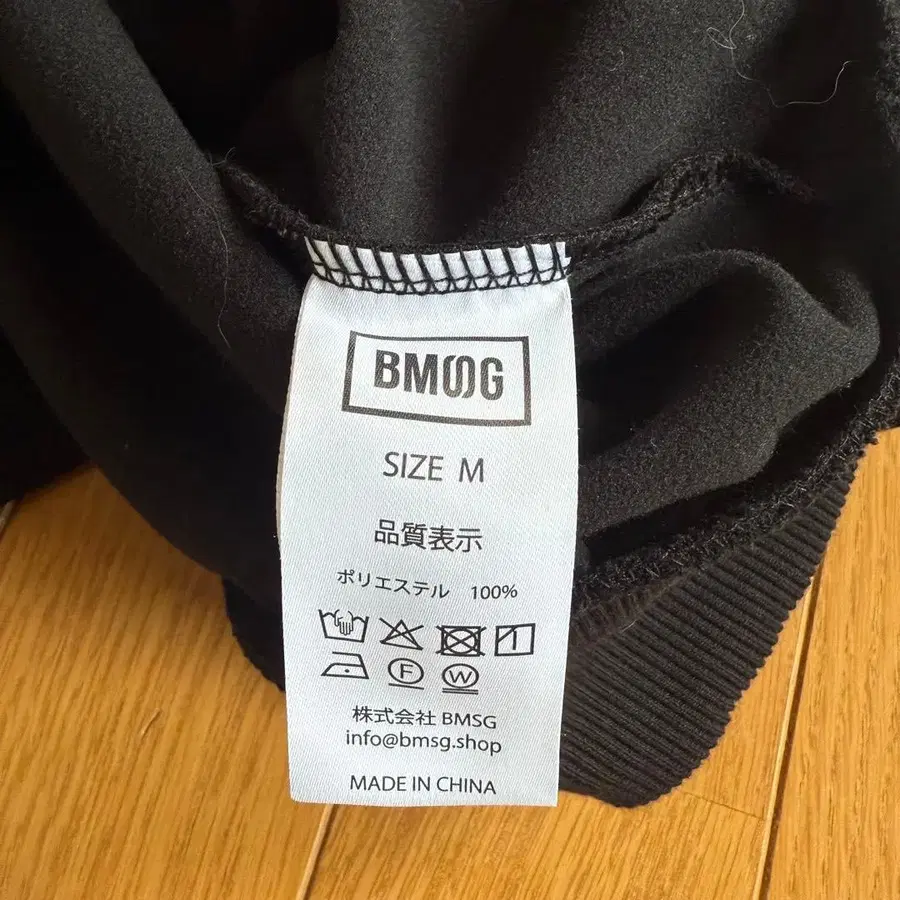 BMSG
SIZE M
品質表示
ポリエステル 100%
F W
株式会社 BMSG
info@bmsg.shop
MADE IN CHINA